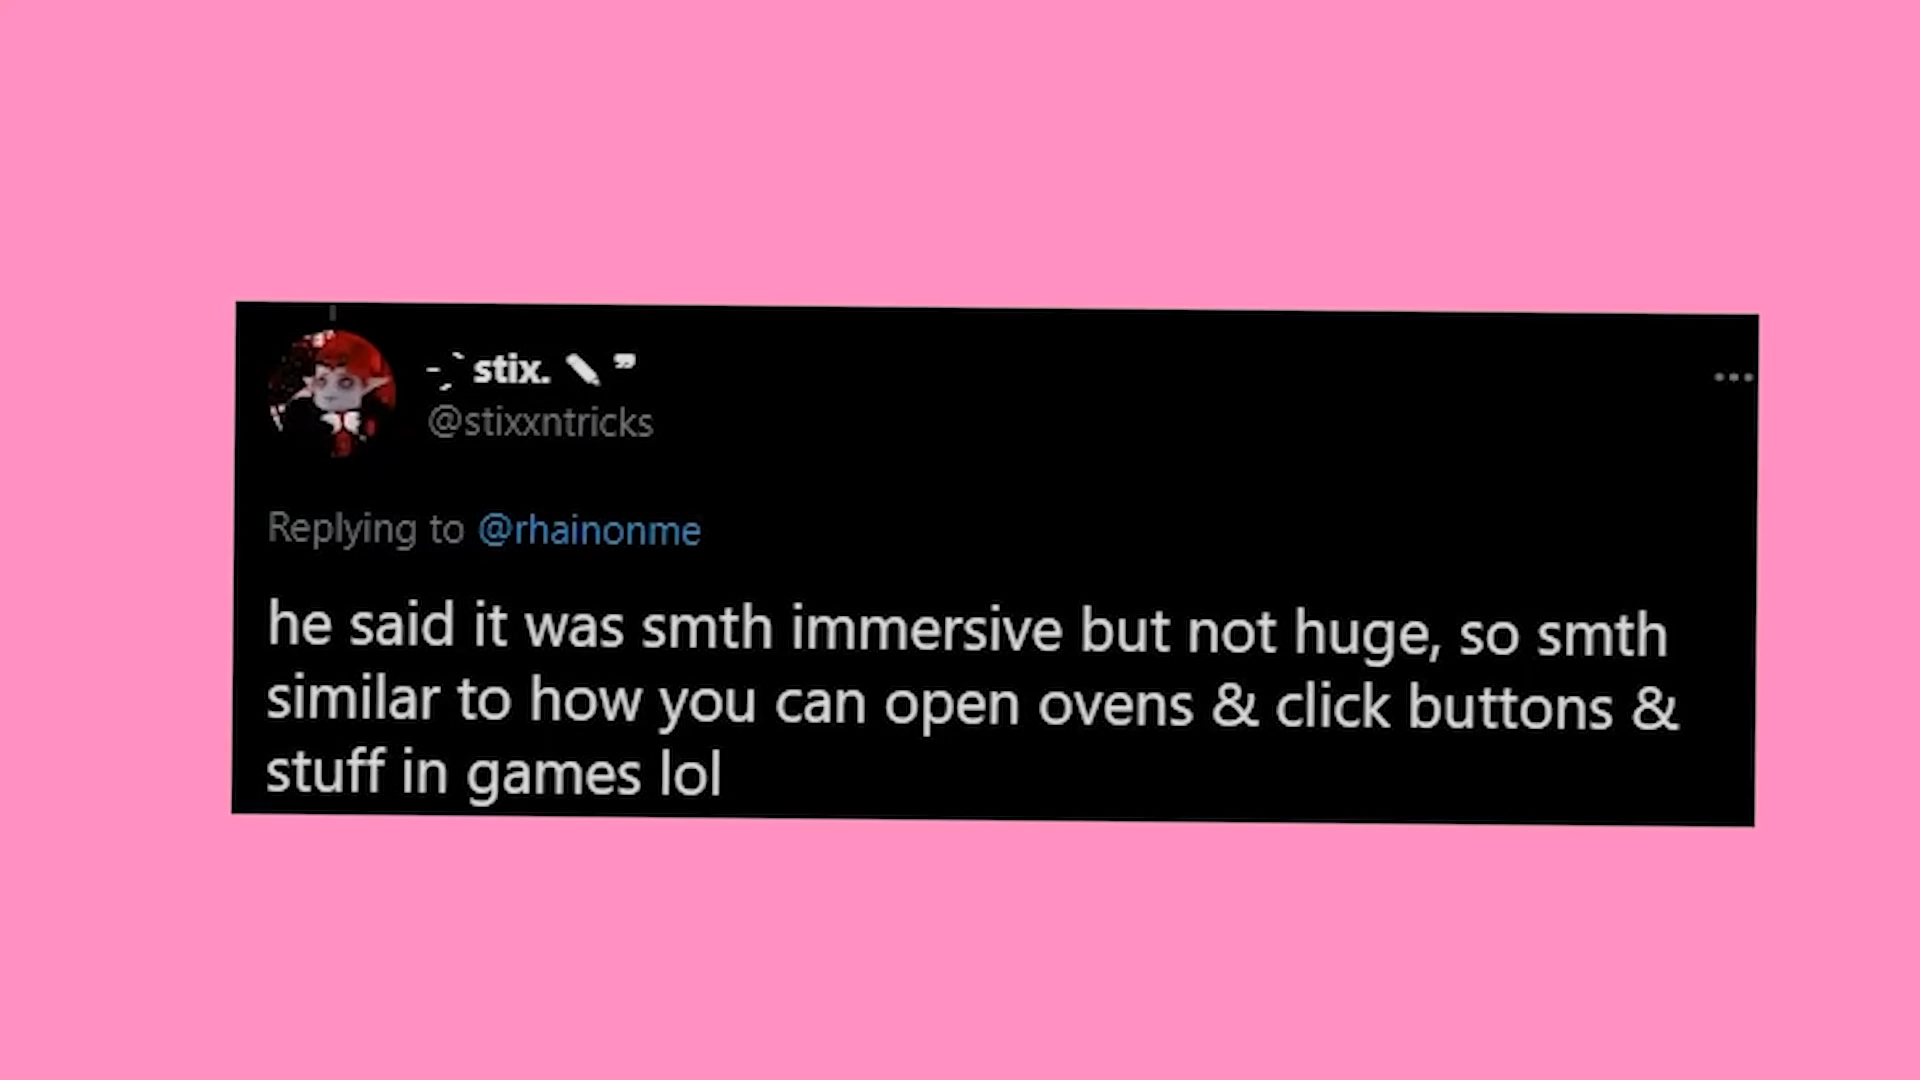 -ˏˋ stix. ✎ ”
@stixxntricks
Replying to @rhainonme
he said it was smth immersive but not huge, so smth
similar to how you can open ovens & click buttons &
stuff in games lol